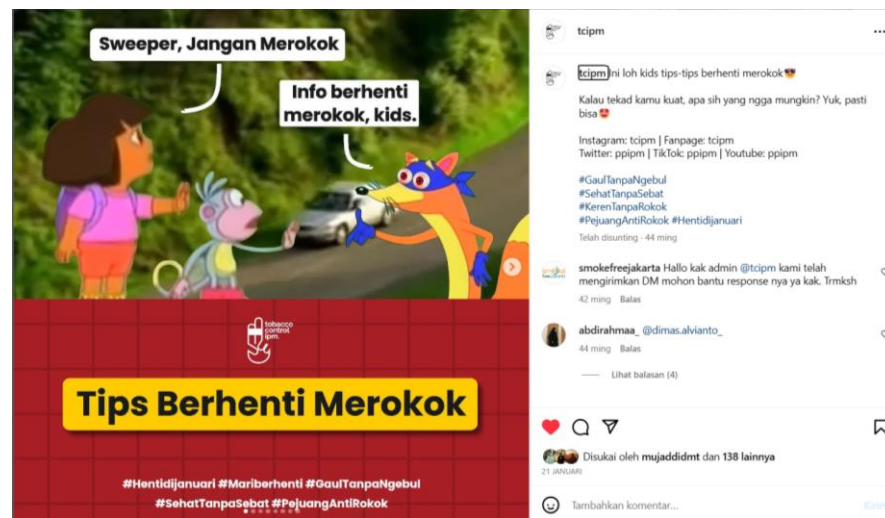 Sweeper, Jangan Merokok
Info berhenti
merokok, kids.
tobacco
control
ipm.
Tips Berhenti Merokok
#Hentidijanuari #Mariberhenti #GaulTanpaNgebul
#SehatTanpaSebat #PejuangAntiRokok
tcipm
tcipm Ini loh kids tips-tips berhenti merokok
Kalau tekad kamu kuat, apa sih yang ngga mungkin? Yuk, pasti
bisa
Instagram: tcipm | Fanpage: tcipm
Twitter: ppipm | TikTok: ppipm | Youtube: ppipm
#GaulTanpaNgebul
#SehatTanpaSebat
#KerenTanpaRokok
#PejuangAntiRokok #Hentidijanuari
Telah disunting · 44 ming
smokefreejakarta Hallo kak admin @tcipm kami telah
mengirimkan DM mohon bantu response nya ya kak. Trmksh
42 ming Balas
abdirahmaa_ @dimas.alvianto_
44 ming Balas
Lihat balasan (4)
Disukai oleh mujaddidmt dan 138 lainnya
21 JANUARI
Tambahkan komentar...